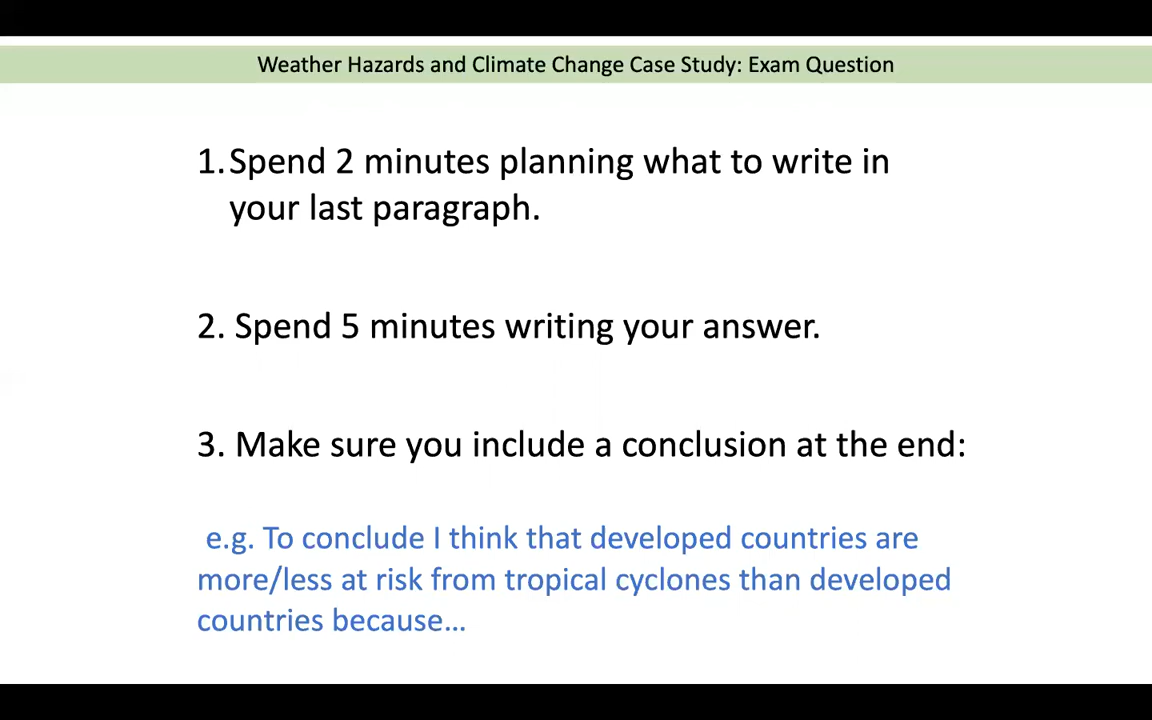 Weather Hazards and Climate Change Case Study: Exam Question
1. Spend 2 minutes planning what to write in
your last paragraph.
2. Spend 5 minutes writing your answer.
3. Make sure you include a conclusion at the end:
e.g. To conclude I think that developed countries are
more/less at risk from tropical cyclones than developed
countries because…